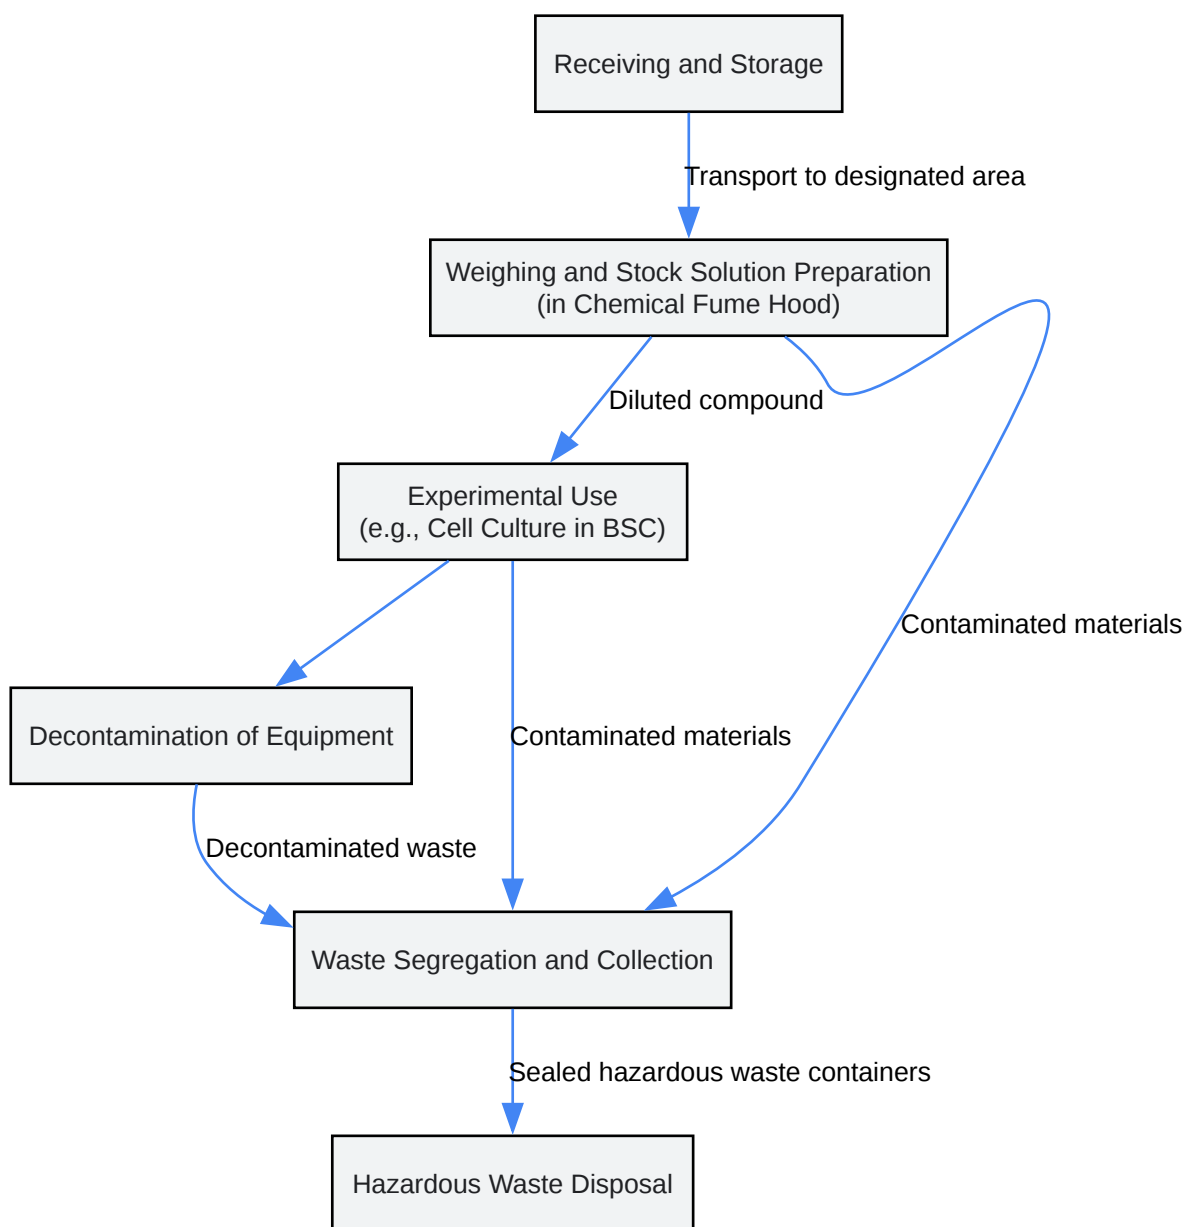 Receiving and Storage
Transport to designated area
Weighing and Stock Solution Preparation
(in Chemical Fume Hood)
Diluted compound
Experimental Use
(e.g., Cell Culture in BSC)
Contaminated materials
Decontamination of Equipment
Contaminated materials
Decontaminated waste
Waste Segregation and Collection
Sealed hazardous waste containers
Hazardous Waste Disposal